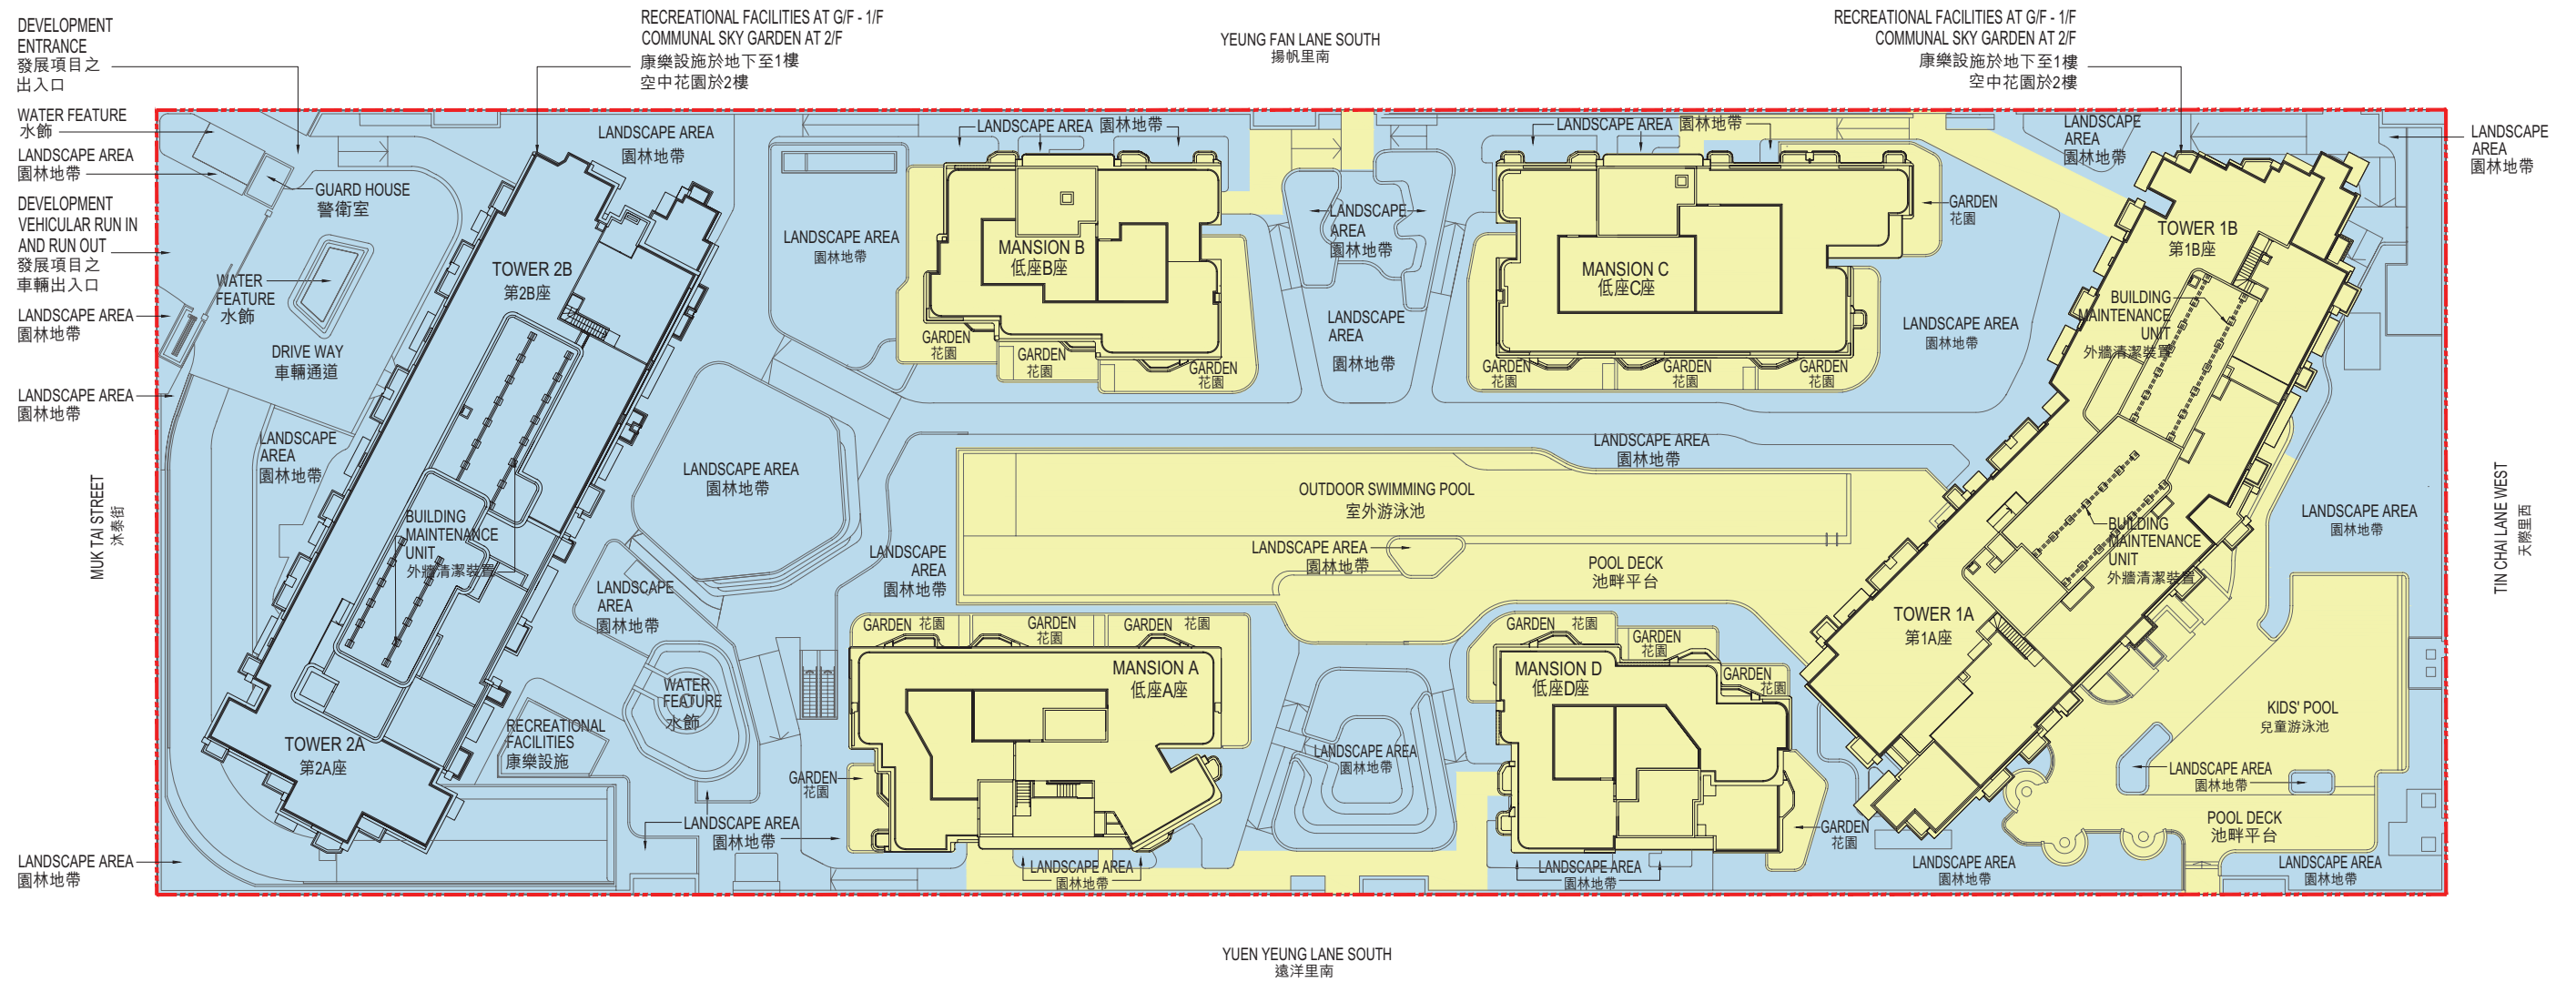 DEVELOPMENT
ENTRANCE
發展項目之
出入口
RECREATIONAL FACILITIES AT G/F - 1/F
COMMUNAL SKY GARDEN AT 2/F
康樂設施於地下至1樓
空中花園於2樓
YEUNG FAN LANE SOUTH
揚帆里南
RECREATIONAL FACILITIES AT G/F - 1/F
COMMUNAL SKY GARDEN AT 2/F
康樂設施於地下至1樓
空中花園於2樓
WATER FEATURE
水飾
LANDSCAPE AREA
園林地帶
DEVELOPMENT
VEHICULAR RUN IN
AND RUN OUT
發展項目之
車輛出入口
LANDSCAPE AREA
園林地帶
LANDSCAPE AREA
園林地帶
MUK TAI STREET
沐泰街
LANDSCAPE AREA
園林地帶
GUARD HOUSE
警衛室
WATER
FEATURE
水飾
DRIVE WAY
車輛通道
LANDSCAPE
AREA
園林地帶
LANDSCAPE AREA
園林地帶
TOWER 2B
第2B座
BUILDING
MAINTENANCE
UNIT
外牆清潔裝置
TOWER 2A
第2A座
LANDSCAPE AREA
園林地帶
LANDSCAPE AREA
園林地帶
LANDSCAPE
AREA
園林地帶
WATER
FEATURE
水飾
RECREATIONAL
FACILITIES
康樂設施
LANDSCAPE AREA
園林地帶
LANDSCAPE AREA 園林地帶
MANSION B
低座B座
GARDEN
花園
GARDEN
花園
GARDEN
花園
LANDSCAPE
AREA
園林地帶
LANDSCAPE
AREA
園林地帶
LANDSCAPE AREA 園林地帶
MANSION C
低座C座
GARDEN
花園
GARDEN
花園
GARDEN
花園
GARDEN
花園
LANDSCAPE AREA
園林地帶
LANDSCAPE
AREA
園林地帶
LANDSCAPE
AREA
園林地帶
TOWER 1B
第1B座
BUILDING
MAINTENANCE
UNIT
外牆清潔裝置
LANDSCAPE AREA
園林地帶
OUTDOOR SWIMMING POOL
室外游泳池
LANDSCAPE AREA
園林地帶
POOL DECK
池畔平台
LANDSCAPE
AREA
園林地帶
BUILDING
MAINTENANCE
UNIT
外牆清潔裝置
TOWER 1A
第1A座
LANDSCAPE AREA
園林地帶
TIN CHAI LANE WEST
天際里西
GARDEN 花園
GARDEN
花園
GARDEN 花園
MANSION A
低座A座
GARDEN
花園
LANDSCAPE AREA
園林地帶
LANDSCAPE AREA
園林地帶
GARDEN 花園
GARDEN
花園
GARDEN
花園
MANSION D
低座D座
GARDEN
花園
LANDSCAPE AREA
園林地帶
KIDS' POOL
兒童游泳池
LANDSCAPE AREA
園林地帶
POOL DECK
池畔平台
LANDSCAPE AREA
園林地帶
LANDSCAPE AREA
園林地帶
YUEN YEUNG LANE SOUTH
遠洋里南